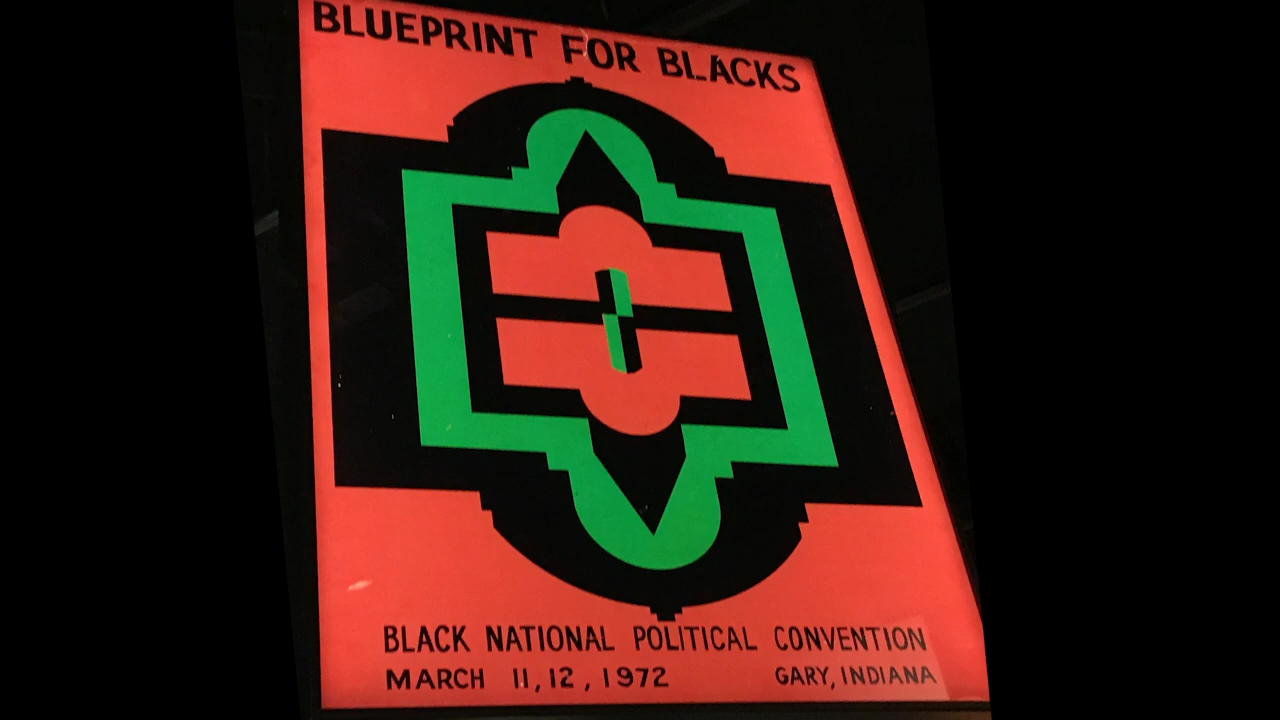 BLUEPRINT FOR BLACKS
BLACK NATIONAL POLITICAL CONVENTION
MARCH 11, 12, 1972 GARY, INDIANA